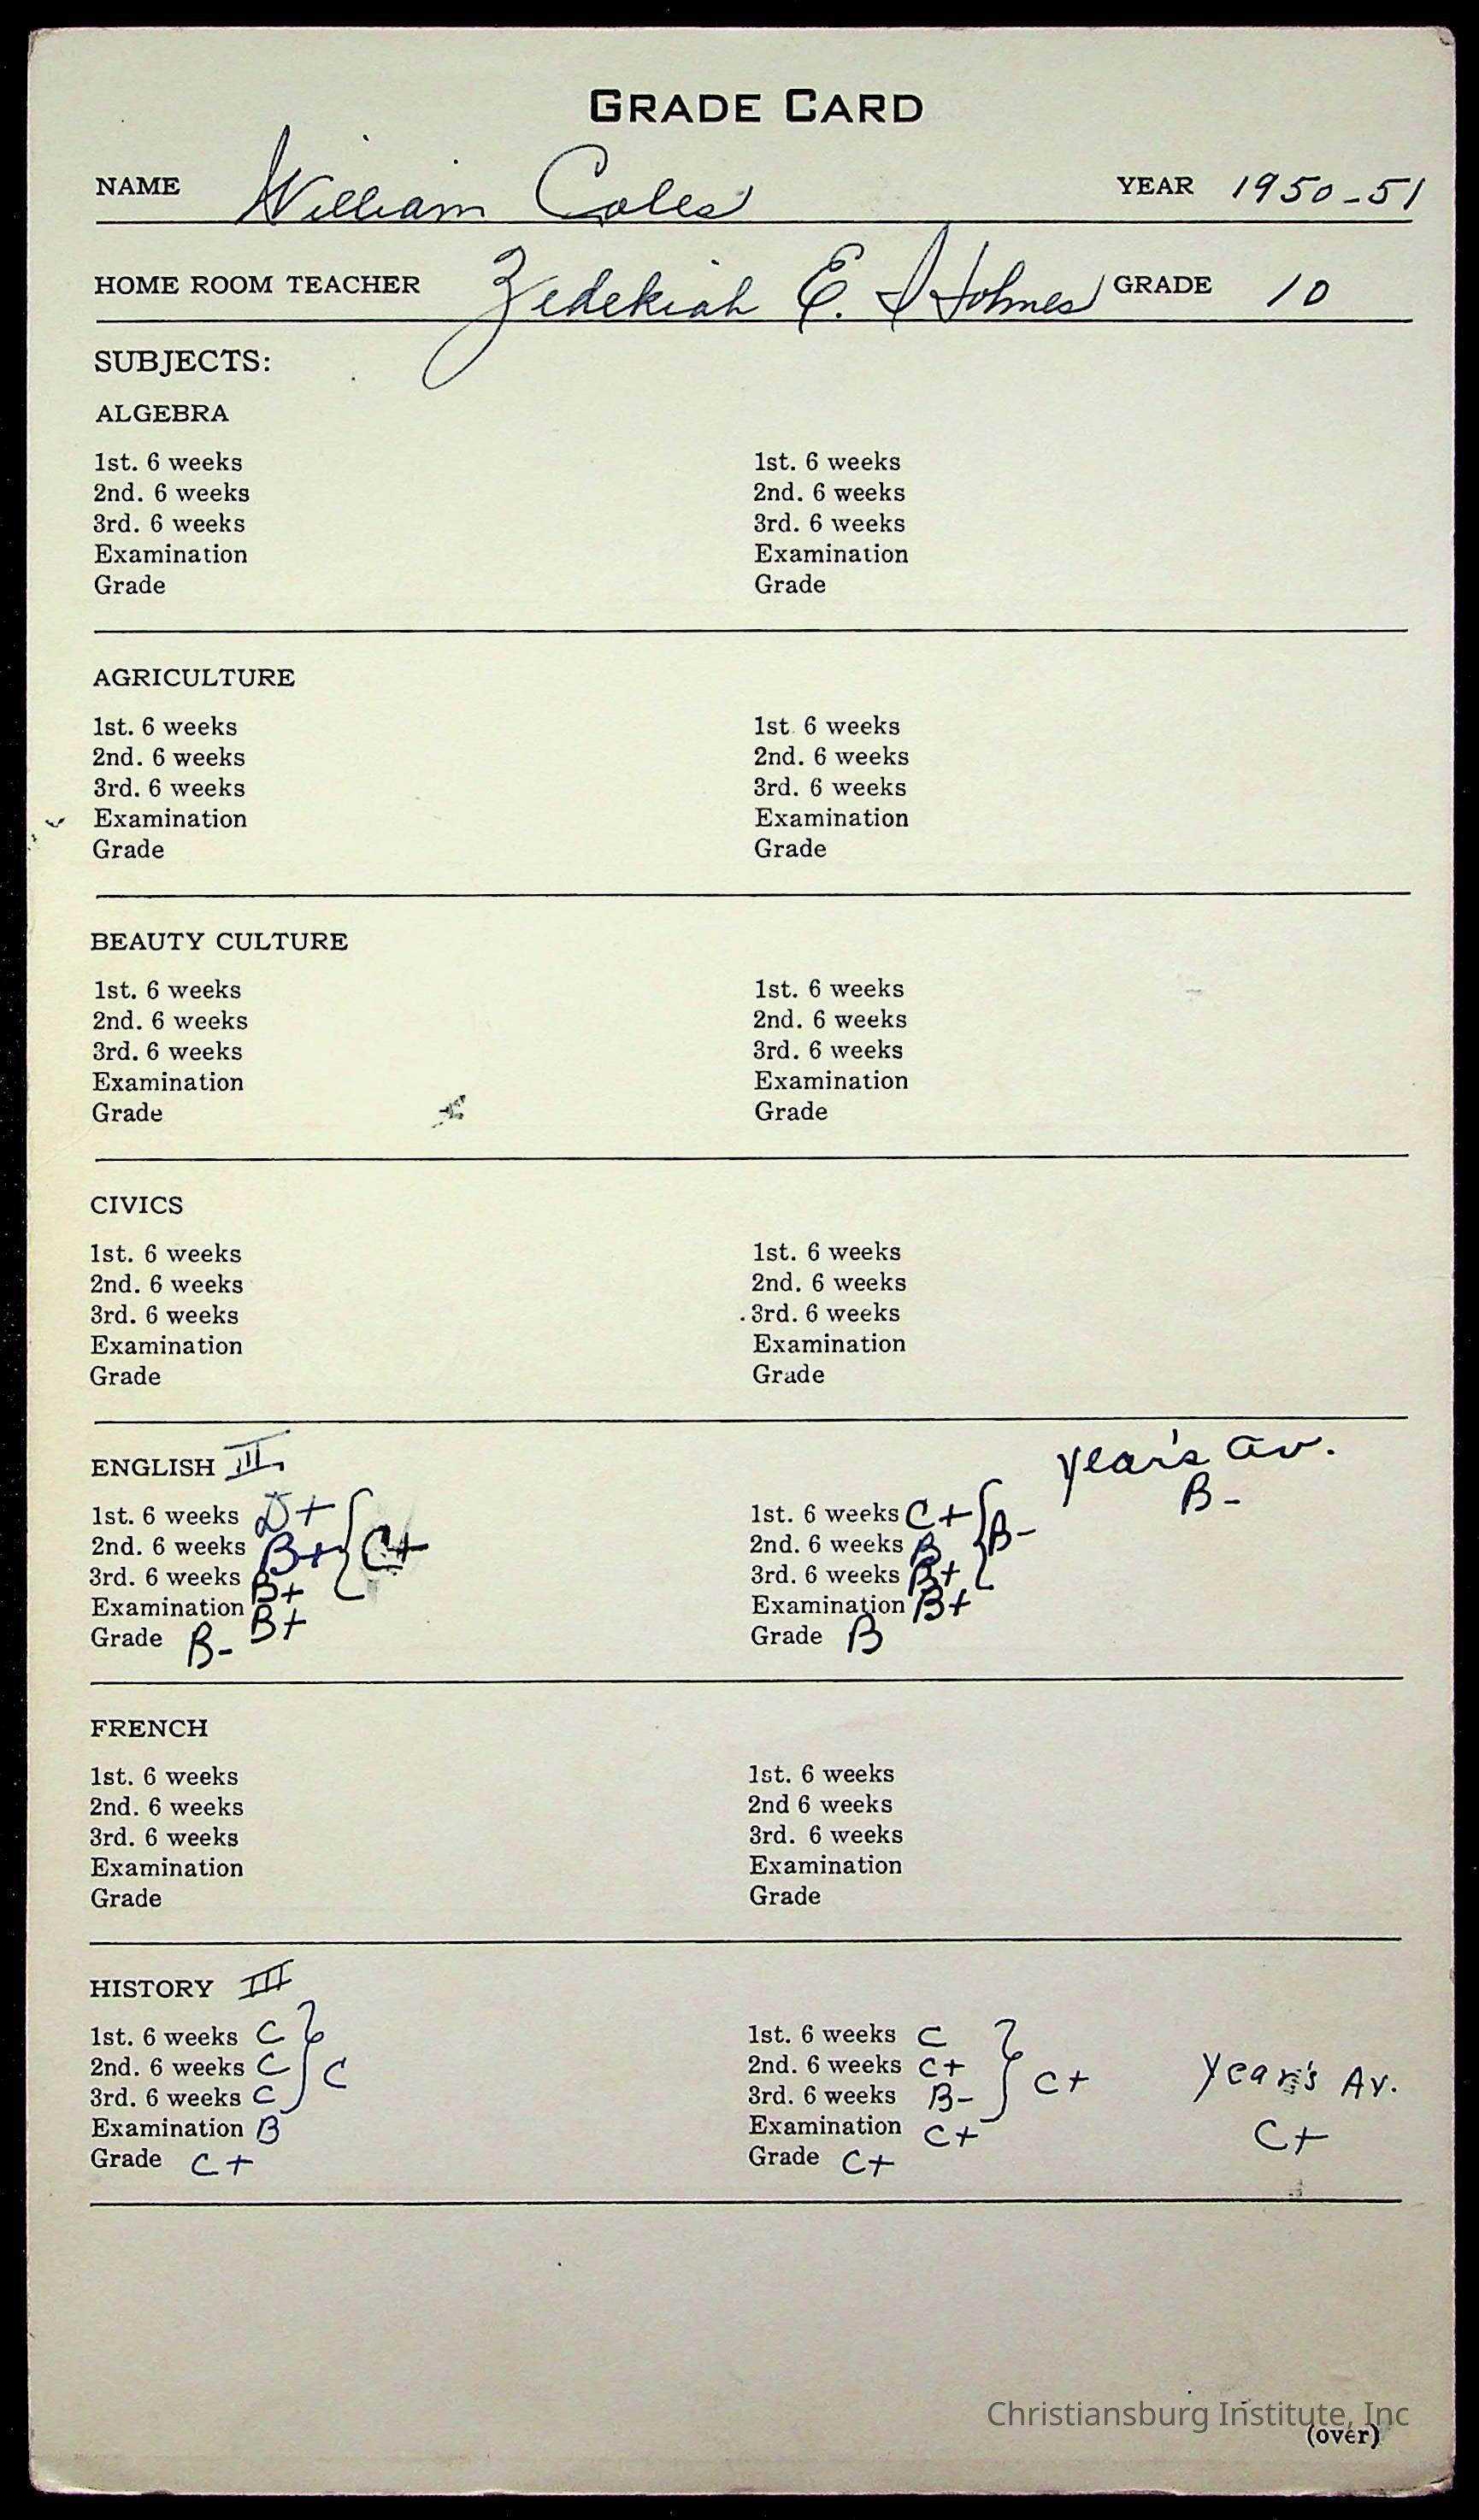 GRADE CARD
NAME William Coles YEAR 1950-51
HOME ROOM TEACHER Zedekiah E. Holmes GRADE 10
SUBJECTS:
ALGEBRA
1st. 6 weeks 1st. 6 weeks
2nd. 6 weeks 2nd. 6 weeks
3rd. 6 weeks 3rd. 6 weeks
Examination Examination
Grade Grade
AGRICULTURE
1st. 6 weeks 1st. 6 weeks
2nd. 6 weeks 2nd. 6 weeks
3rd. 6 weeks 3rd. 6 weeks
Examination Examination
Grade Grade
BEAUTY CULTURE
1st. 6 weeks 1st. 6 weeks
2nd. 6 weeks 2nd. 6 weeks
3rd. 6 weeks 3rd. 6 weeks
Examination Examination
Grade Grade
CIVICS
1st. 6 weeks 1st. 6 weeks
2nd. 6 weeks 2nd. 6 weeks
3rd. 6 weeks 3rd. 6 weeks
Examination Examination
Grade Grade
ENGLISH III year's av.
1st. 6 weeks D+ 1st. 6 weeks C+ B-
2nd. 6 weeks B+ C+ 2nd. 6 weeks B B-
3rd. 6 weeks B+ 3rd. 6 weeks B+
Examination B+ Examination B+
Grade B- Grade B
FRENCH
1st. 6 weeks 1st. 6 weeks
2nd. 6 weeks 2nd 6 weeks
3rd. 6 weeks 3rd. 6 weeks
Examination Examination
Grade Grade
HISTORY III
1st. 6 weeks C 1st. 6 weeks C
2nd. 6 weeks C C 2nd. 6 weeks C+ C+ Year's Av.
3rd. 6 weeks C 3rd. 6 weeks B-
Examination B Examination C+ C+
Grade C+ Grade C+
Christiansburg Institute, Inc
(over)